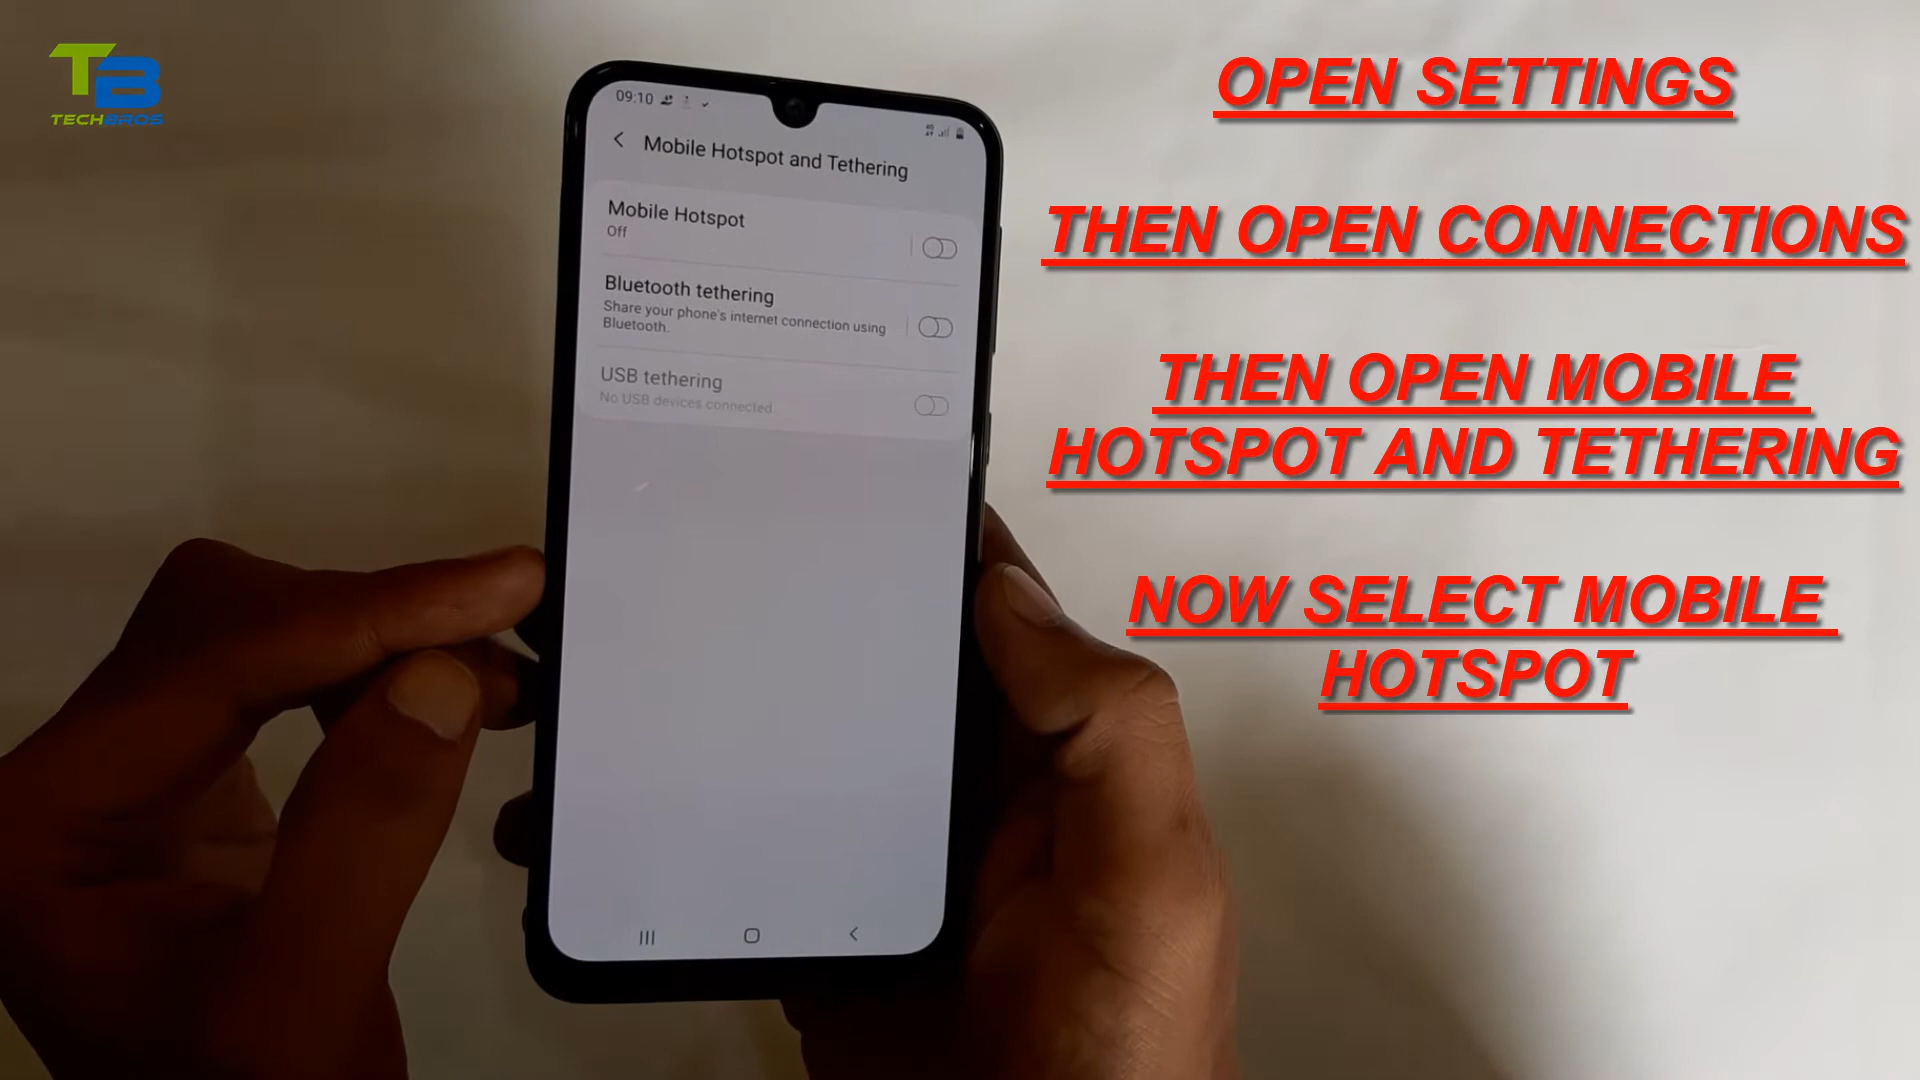 TB
TECHBROS
09:10
Mobile Hotspot and Tethering
Mobile Hotspot
Off
Bluetooth tethering
Share your phone's internet connection using
Bluetooth.
USB tethering
No USB devices connected.
OPEN SETTINGS
THEN OPEN CONNECTIONS
THEN OPEN MOBILE
HOTSPOT AND TETHERING
NOW SELECT MOBILE
HOTSPOT